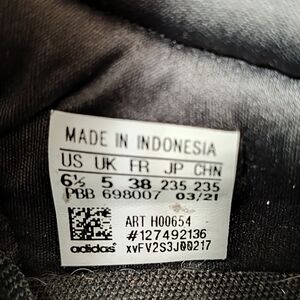 MADE IN INDONESIA
US UK FR JP CHN
6½ 5 38 235 235
PBB 698007 03/21
ART H00654
#127492136
adidas xvFV2S3J00217